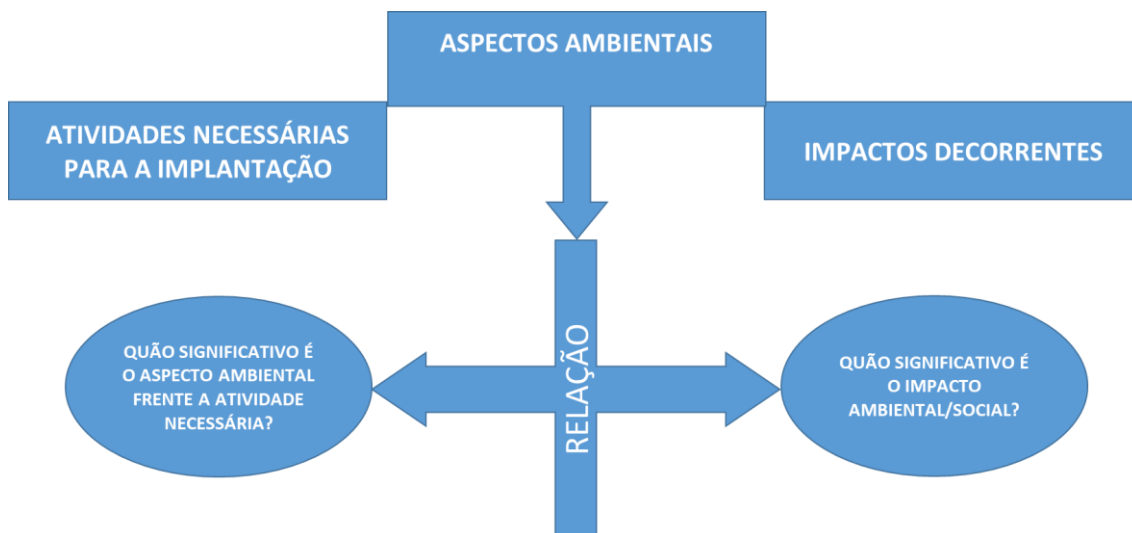 ASPECTOS AMBIENTAIS
ATIVIDADES NECESSÁRIAS
PARA A IMPLANTAÇÃO
IMPACTOS DECORRENTES
RELAÇÃO
QUÃO SIGNIFICATIVO É
O ASPECTO AMBIENTAL
FRENTE A ATIVIDADE
NECESSÁRIA?
QUÃO SIGNIFICATIVO É
O IMPACTO
AMBIENTAL/SOCIAL?